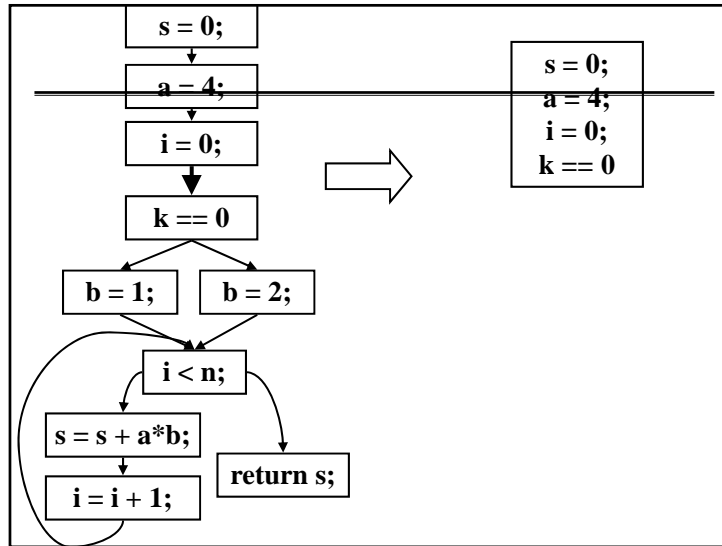 s = 0;
a = 4;
i = 0;
k == 0
b = 1;
b = 2;
i < n;
s = s + a*b;
return s;
i = i + 1;
s = 0;
a = 4;
i = 0;
k == 0